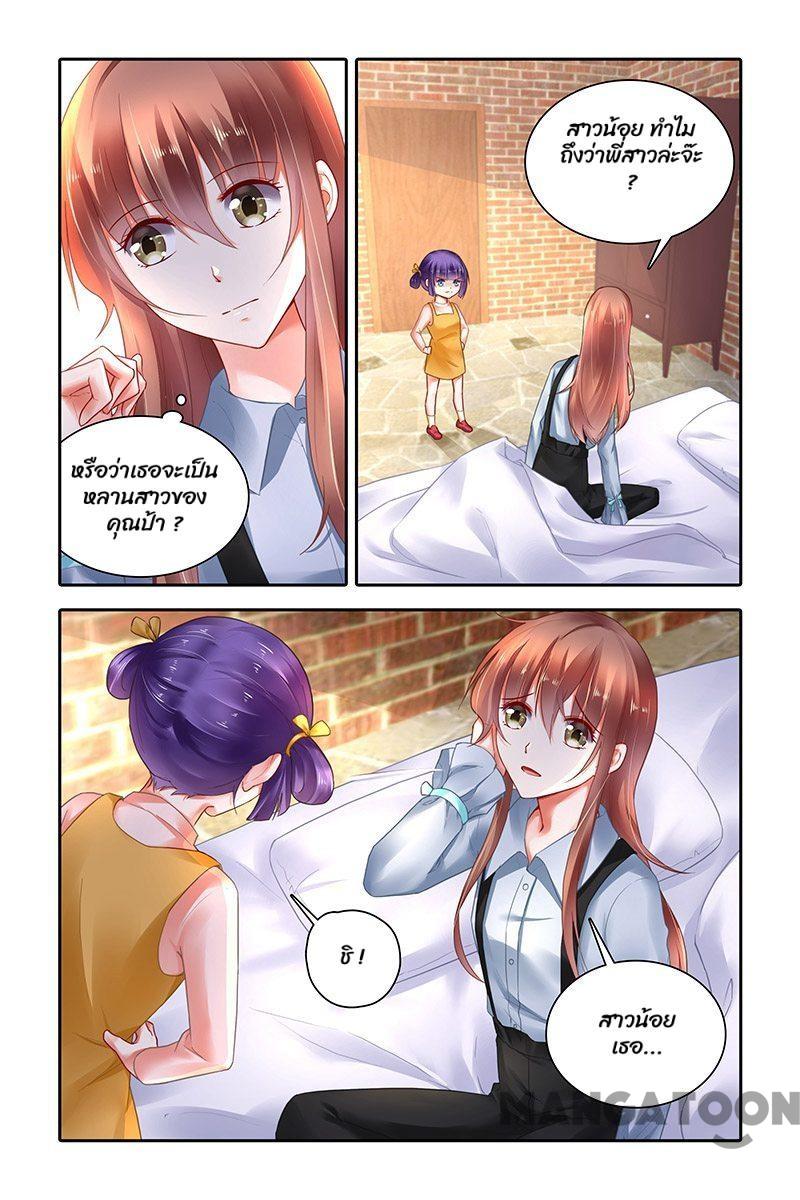 หรือว่าเธอจะเป็น
หลานสาวของ
คุณป้า ?
สาวน้อย ทำไม
ถึงว่าพี่สาวล่ะจ๊ะ
?
ชิ !
สาวน้อย
เธอ...
MANGATOON